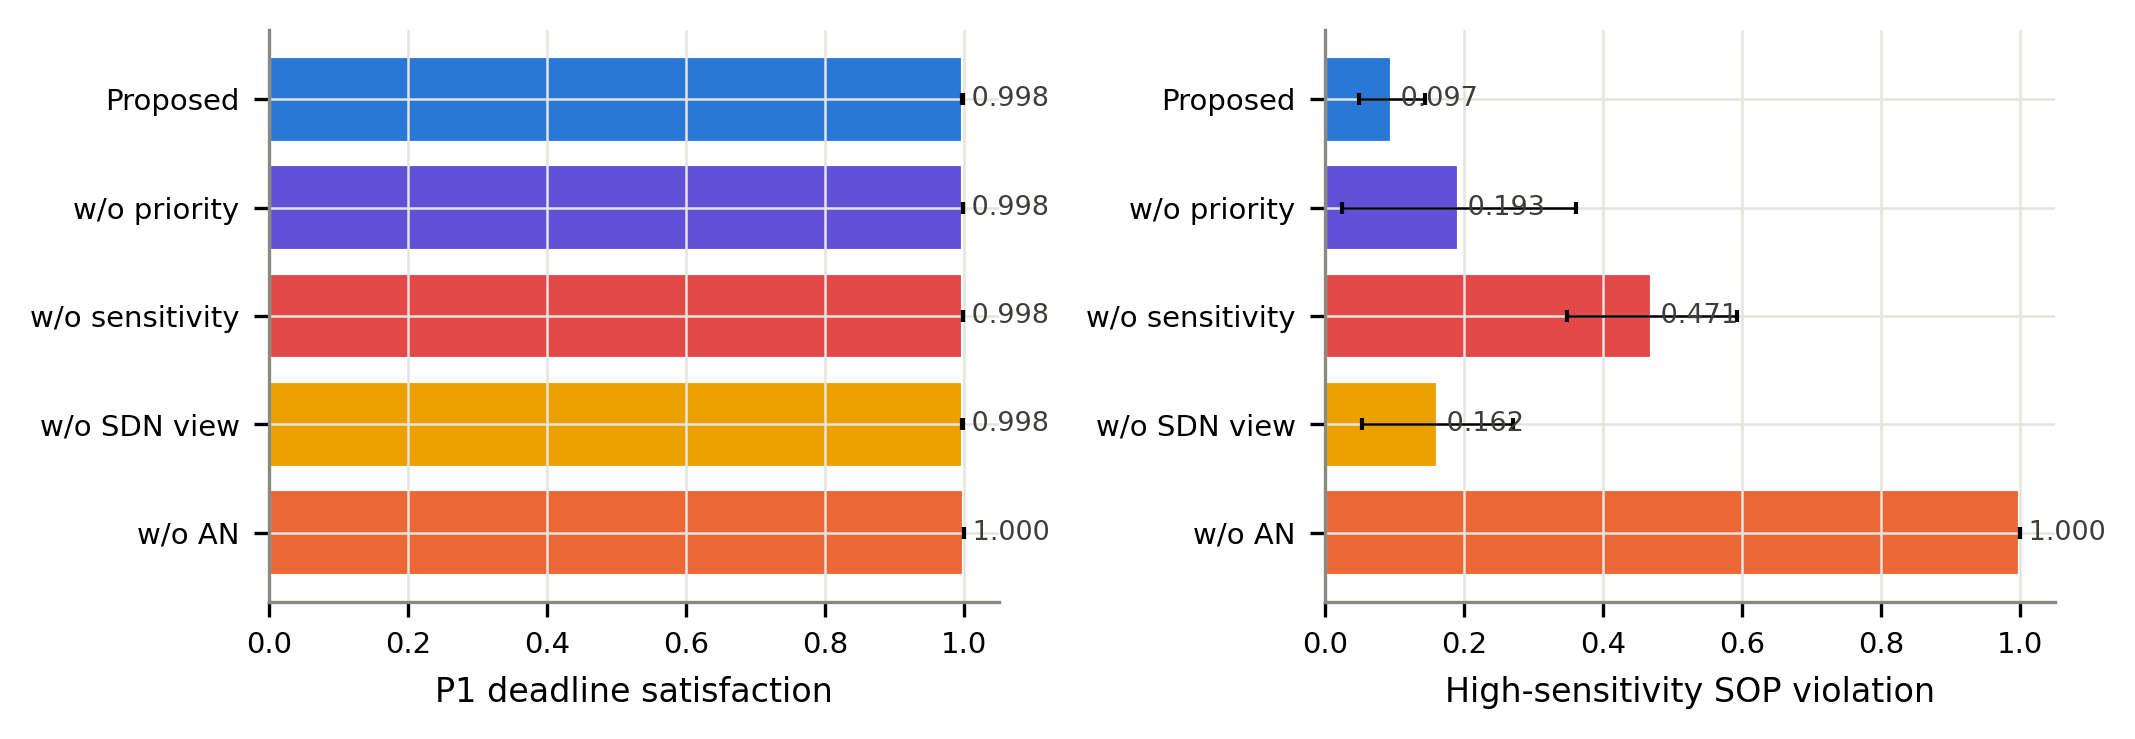 Proposed 0.998
w/o priority 0.998
w/o sensitivity 0.998
w/o SDN view 0.998
w/o AN 1.000
0.0 0.2 0.4 0.6 0.8 1.0
P1 deadline satisfaction
Proposed 0.097
w/o priority 0.193
w/o sensitivity 0.471
w/o SDN view 0.162
w/o AN 1.000
0.0 0.2 0.4 0.6 0.8 1.0
High-sensitivity SOP violation